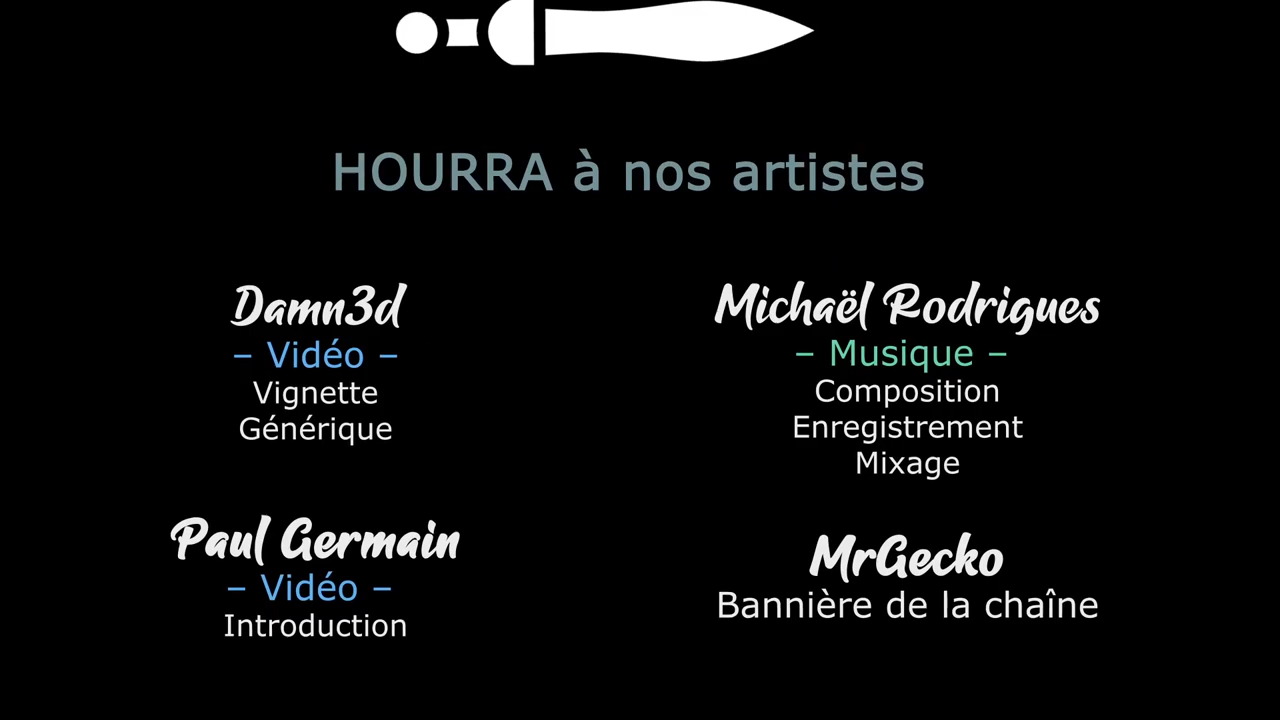 HOURRA à nos artistes
Damn3d
– Vidéo –
Vignette
Générique
Michaël Rodrigues
– Musique –
Composition
Enregistrement
Mixage
Paul Germain
– Vidéo –
Introduction
MrGecko
Bannière de la chaîne